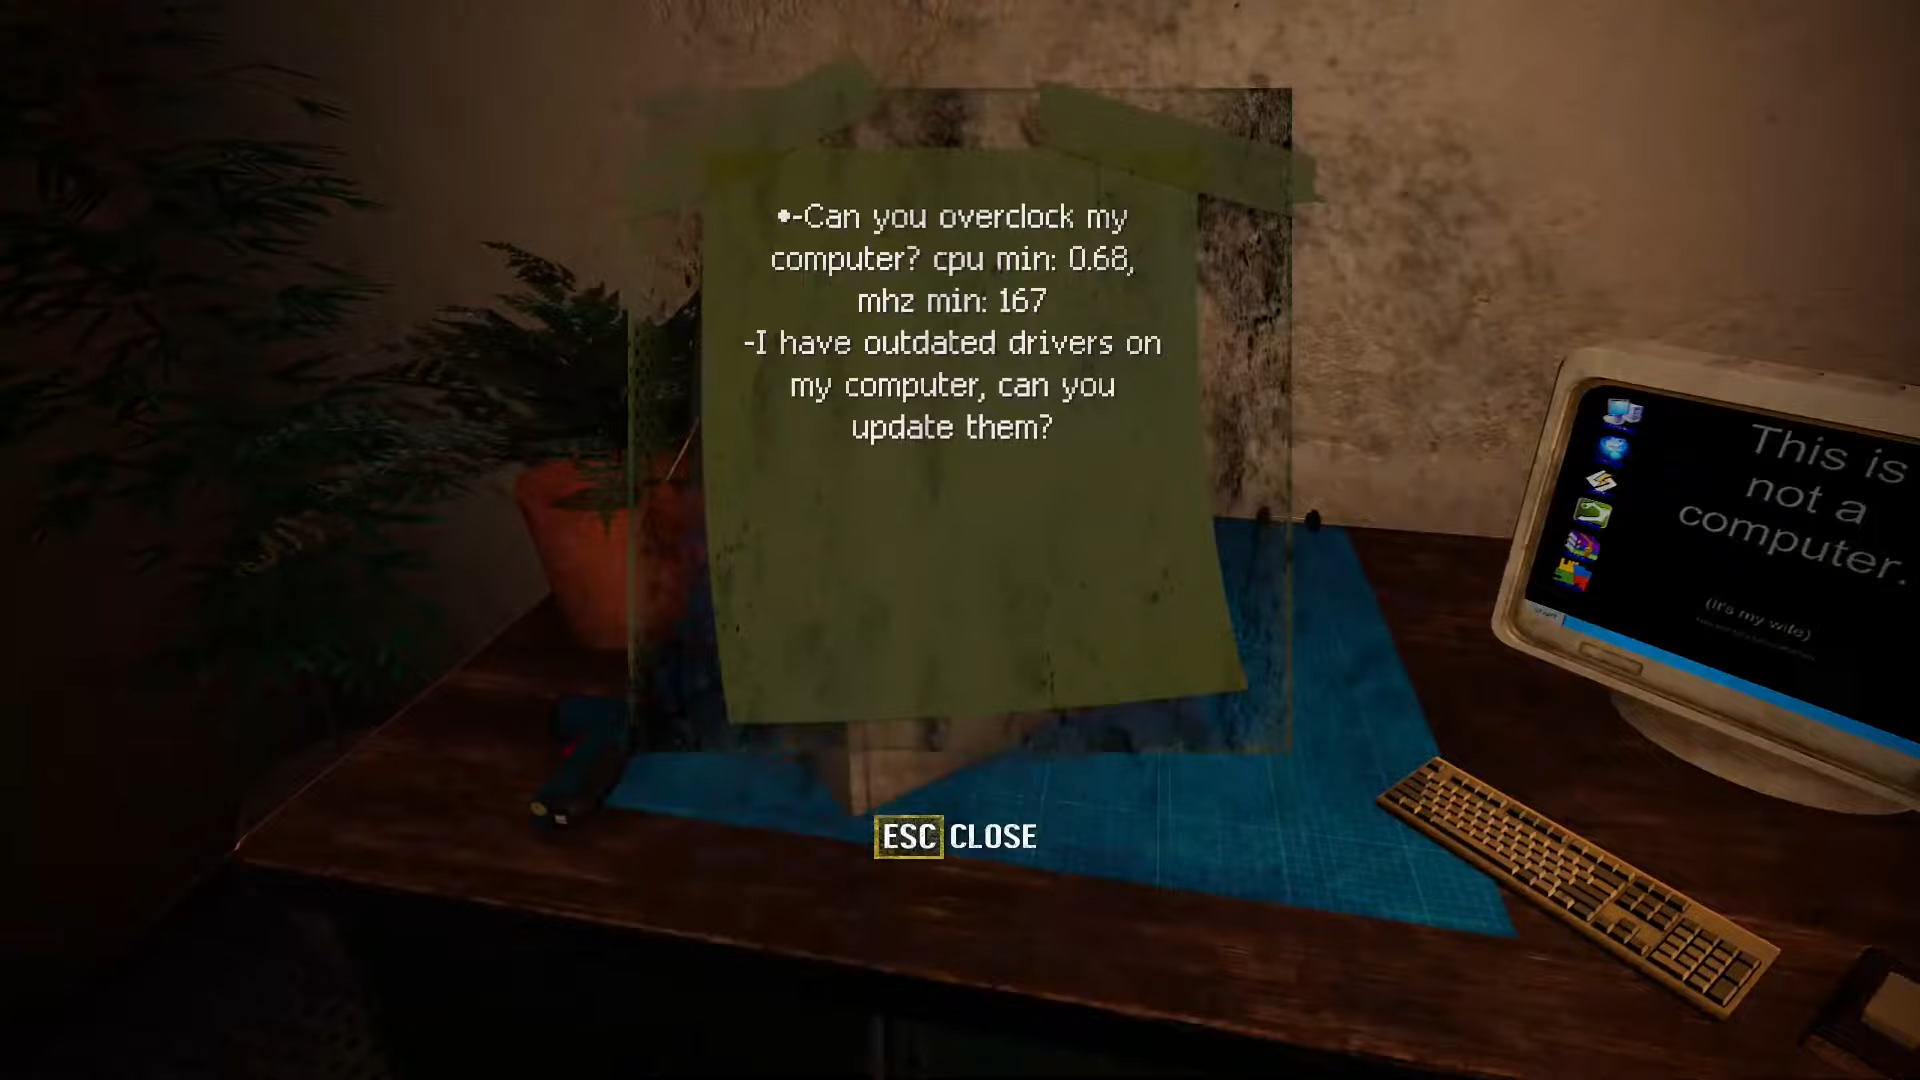 •-Can you overclock my
computer? cpu min: 0.68,
mhz min: 167
-I have outdated drivers on
my computer, can you
update them?
This is
not a
computer.
(it's my wife)
ESC CLOSE